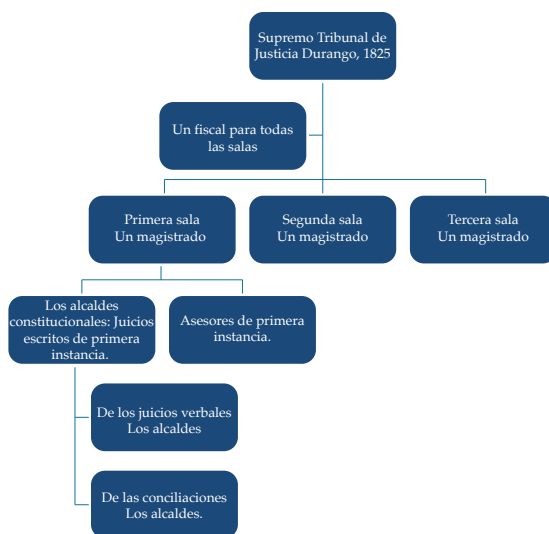 Supremo Tribunal de
Justicia Durango, 1825
Un fiscal para todas
las salas
Primera sala
Un magistrado
Segunda sala
Un magistrado
Tercera sala
Un magistrado
Los alcaldes
constitucionales: Juicios
escritos de primera
instancia.
Asesores de primera
instancia.
De los juicios verbales
Los alcaldes
De las conciliaciones
Los alcaldes.